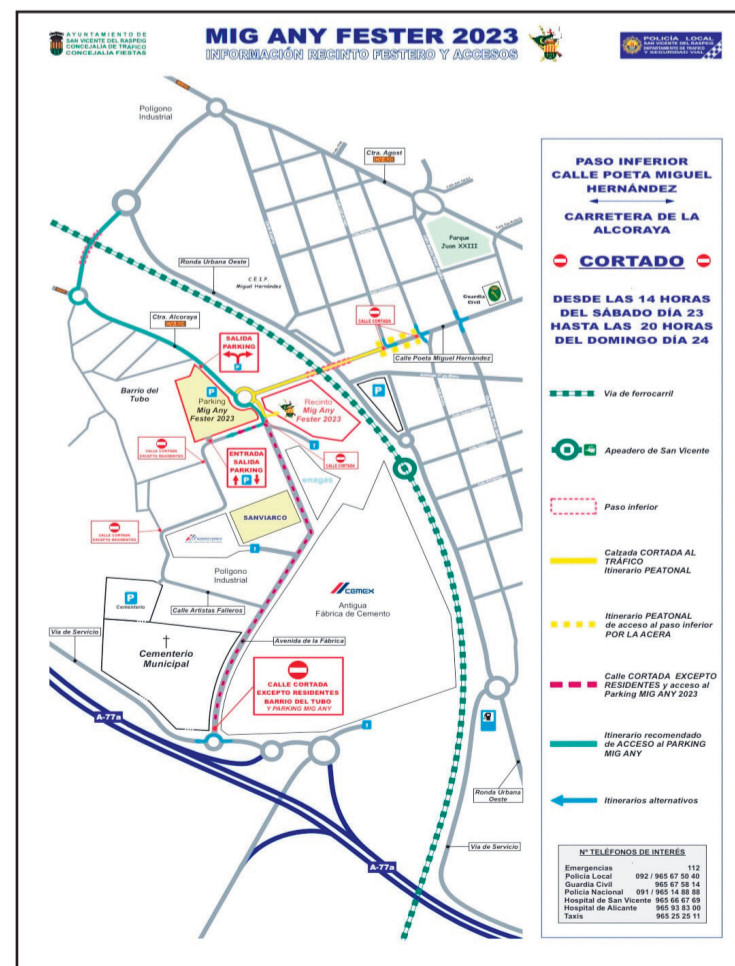 AYUNTAMIENTO DE
SAN VICENTE DEL RASPEIG
CONCEJALÍA DE TRÁFICO
CONCEJALÍA FIESTAS
MIG ANY FESTER 2023
INFORMACIÓN RECINTO FESTERO Y ACCESOS
POLICÍA LOCAL
SAN VICENTE DEL RASPEIG
DEPARTAMENTO DE TRÁFICO
Y SEGURIDAD VIAL
Polígono
Industrial
Ctra. Agost
Parque
Juan XXIII
Ronda Urbana Oeste
C.E.I.P.
Miguel Hernández
Guardia
Civil
CALLE CORTADA
Ctra. Alcoraya
SALIDA
PARKING
P
Calle Poeta Miguel Hernández
Barrio del
Tubo
P
Parking
Mig Any
Fester 2023
Recinto
Mig Any
Fester 2023
P
CALLE CORTADA
EXCEPTO RESIDENTES
ENTRADA
SALIDA
PARKING
P
CALLE CORTADA
enagas
CALLE CORTADA
EXCEPTO RESIDENTES
SANVIARCO
Polígono
Industrial
CEMEX
Antigua
Fábrica de Cemento
P
Cementerio
Calle Artistas Falleros
Vía de Servicio
Cementerio
Municipal
Avenida de la Fábrica
CALLE CORTADA
EXCEPTO RESIDENTES
BARRIO DEL TUBO
Y PARKING MIG ANY
A-77a
Ronda Urbana
Oeste
Vía de Servicio
A-77a
PASO INFERIOR
CALLE POETA MIGUEL
HERNÁNDEZ
CARRETERA DE LA
ALCORAYA
CORTADO
DESDE LAS 14 HORAS
DEL SÁBADO DÍA 23
HASTA LAS 20 HORAS
DEL DOMINGO DÍA 24
Vía de ferrocarril
Apeadero de San Vicente
Paso inferior
Calzada CORTADA AL
TRÁFICO
Itinerario PEATONAL
Itinerario PEATONAL
de acceso al paso inferior
POR LA ACERA
Calle CORTADA EXCEPTO
RESIDENTES y acceso al
Parking MIG ANY 2023
Itinerario recomendado
de ACCESO al PARKING
MIG ANY
Itinerarios alternativos
Nº TELÉFONOS DE INTERÉS
Emergencias 112
Policía Local 092 / 965 67 50 40
Guardia Civil 965 67 58 14
Policía Nacional 091 / 965 14 88 88
Hospital de San Vicente 965 66 67 69
Hospital de Alicante 965 93 83 00
Taxis 965 25 25 11